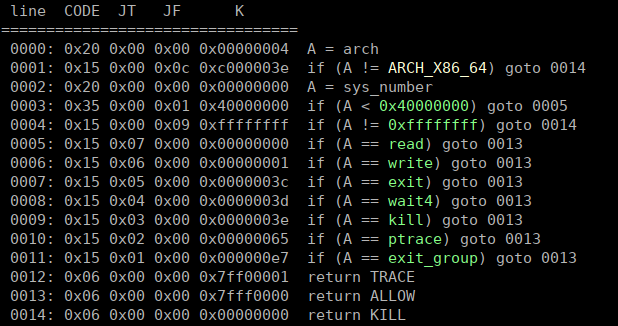 line CODE JT JF K
=================================
0000: 0x20 0x00 0x00 0x00000004 A = arch
0001: 0x15 0x00 0x0c 0xc000003e if (A != ARCH_X86_64) goto 0014
0002: 0x20 0x00 0x00 0x00000000 A = sys_number
0003: 0x35 0x00 0x01 0x40000000 if (A < 0x40000000) goto 0005
0004: 0x15 0x00 0x09 0xffffffff if (A != 0xffffffff) goto 0014
0005: 0x15 0x07 0x00 0x00000000 if (A == read) goto 0013
0006: 0x15 0x06 0x00 0x00000001 if (A == write) goto 0013
0007: 0x15 0x05 0x00 0x0000003c if (A == exit) goto 0013
0008: 0x15 0x04 0x00 0x0000003d if (A == wait4) goto 0013
0009: 0x15 0x03 0x00 0x0000003e if (A == kill) goto 0013
0010: 0x15 0x02 0x00 0x00000065 if (A == ptrace) goto 0013
0011: 0x15 0x01 0x00 0x000000e7 if (A == exit_group) goto 0013
0012: 0x06 0x00 0x00 0x7ff00001 return TRACE
0013: 0x06 0x00 0x00 0x7fff0000 return ALLOW
0014: 0x06 0x00 0x00 0x00000000 return KILL